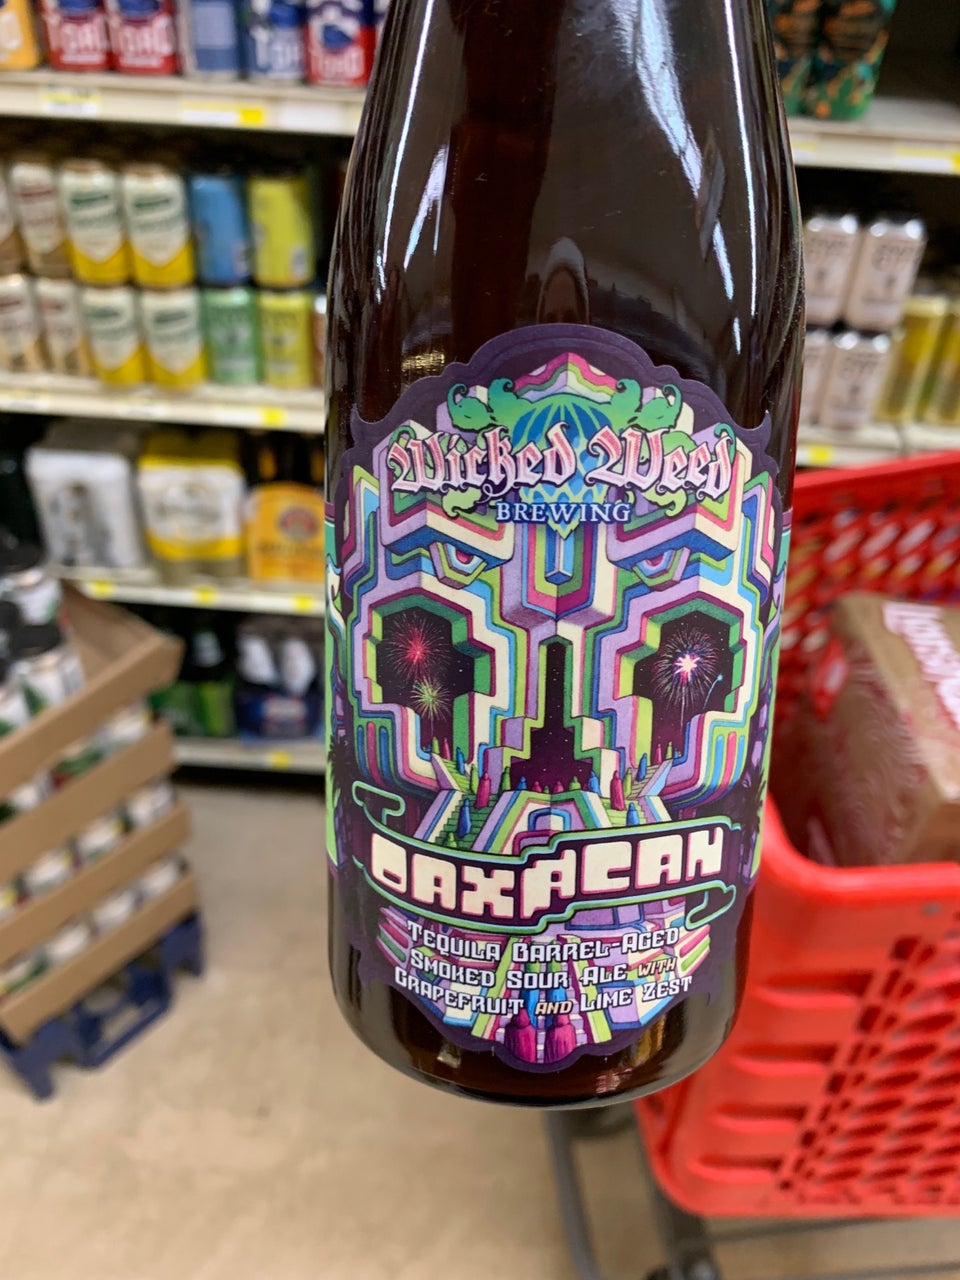 Wicked Weed
BREWING
OAXACAN
TEQUILA BARREL-AGED
SMOKED SOUR ALE WITH
GRAPEFRUIT AND LIME ZEST